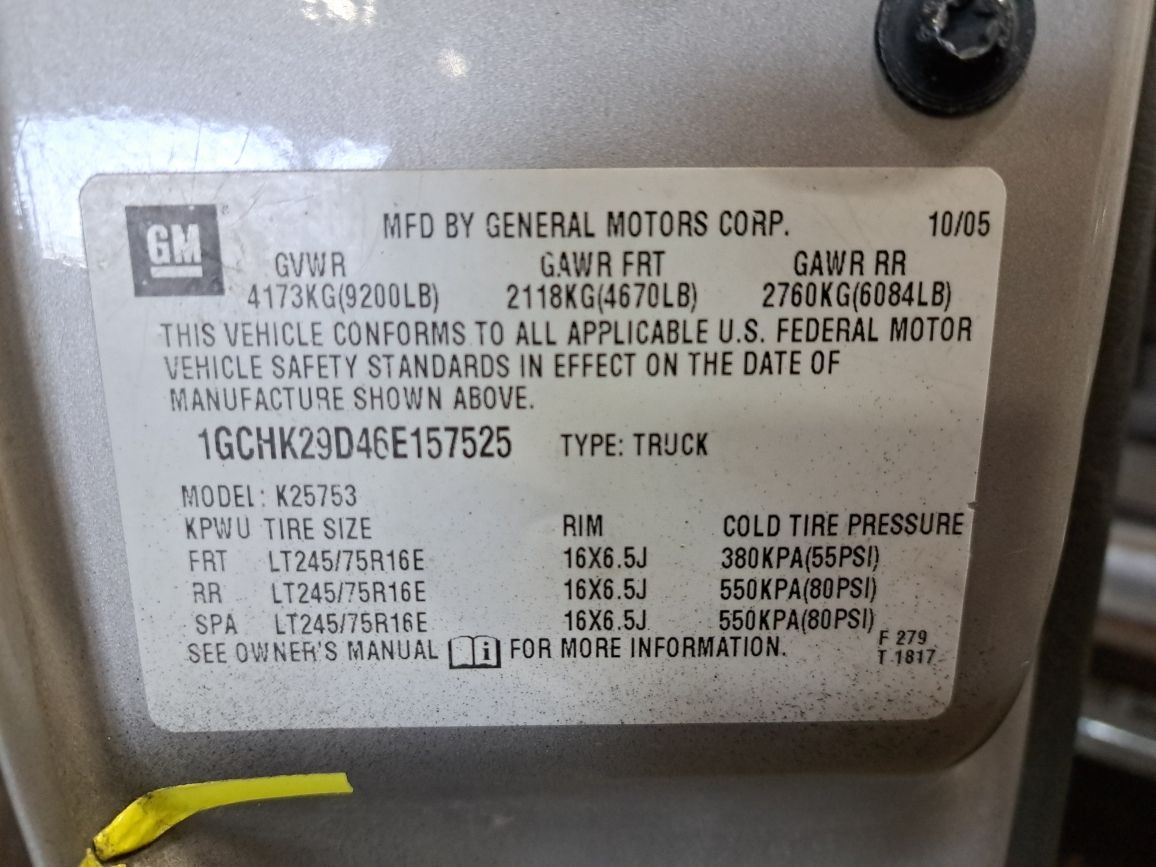 GM
MFD BY GENERAL MOTORS CORP. 10/05
GVWR GAWR FRT GAWR RR
4173KG(9200LB) 2118KG(4670LB) 2760KG(6084LB)
THIS VEHICLE CONFORMS TO ALL APPLICABLE U.S. FEDERAL MOTOR
VEHICLE SAFETY STANDARDS IN EFFECT ON THE DATE OF
MANUFACTURE SHOWN ABOVE.
1GCHK29D46E157525 TYPE: TRUCK
MODEL: K25753
KPWU TIRE SIZE RIM COLD TIRE PRESSURE
FRT LT245/75R16E 16X6.5J 380KPA(55PSI)
RR LT245/75R16E 16X6.5J 550KPA(80PSI)
SPA LT245/75R16E 16X6.5J 550KPA(80PSI)
SEE OWNER'S MANUAL i FOR MORE INFORMATION.
F 279
T 1817